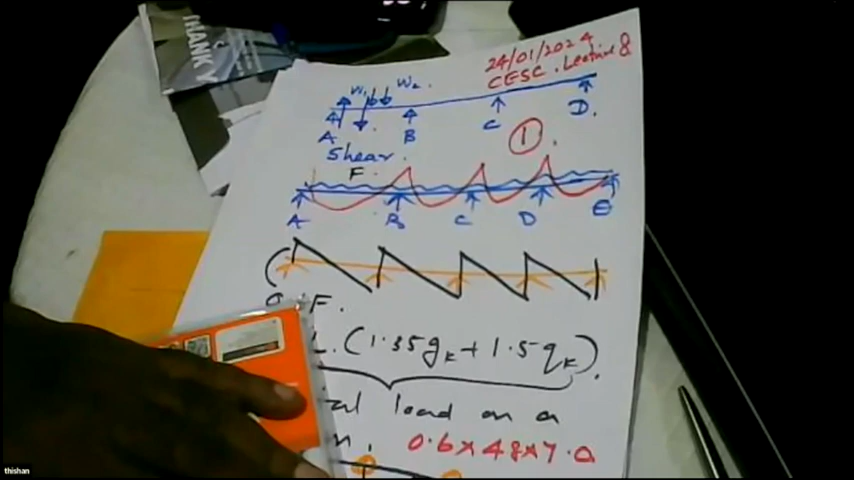 THANK Y
24/01/2024
CESC. Lecture 8
W₁ W₂.
A B C D.
1
Shear.
F.
A B C D E
F.
(1.35gk + 1.5qk).
load on a
0.6 x 48 x 7.0
thishan